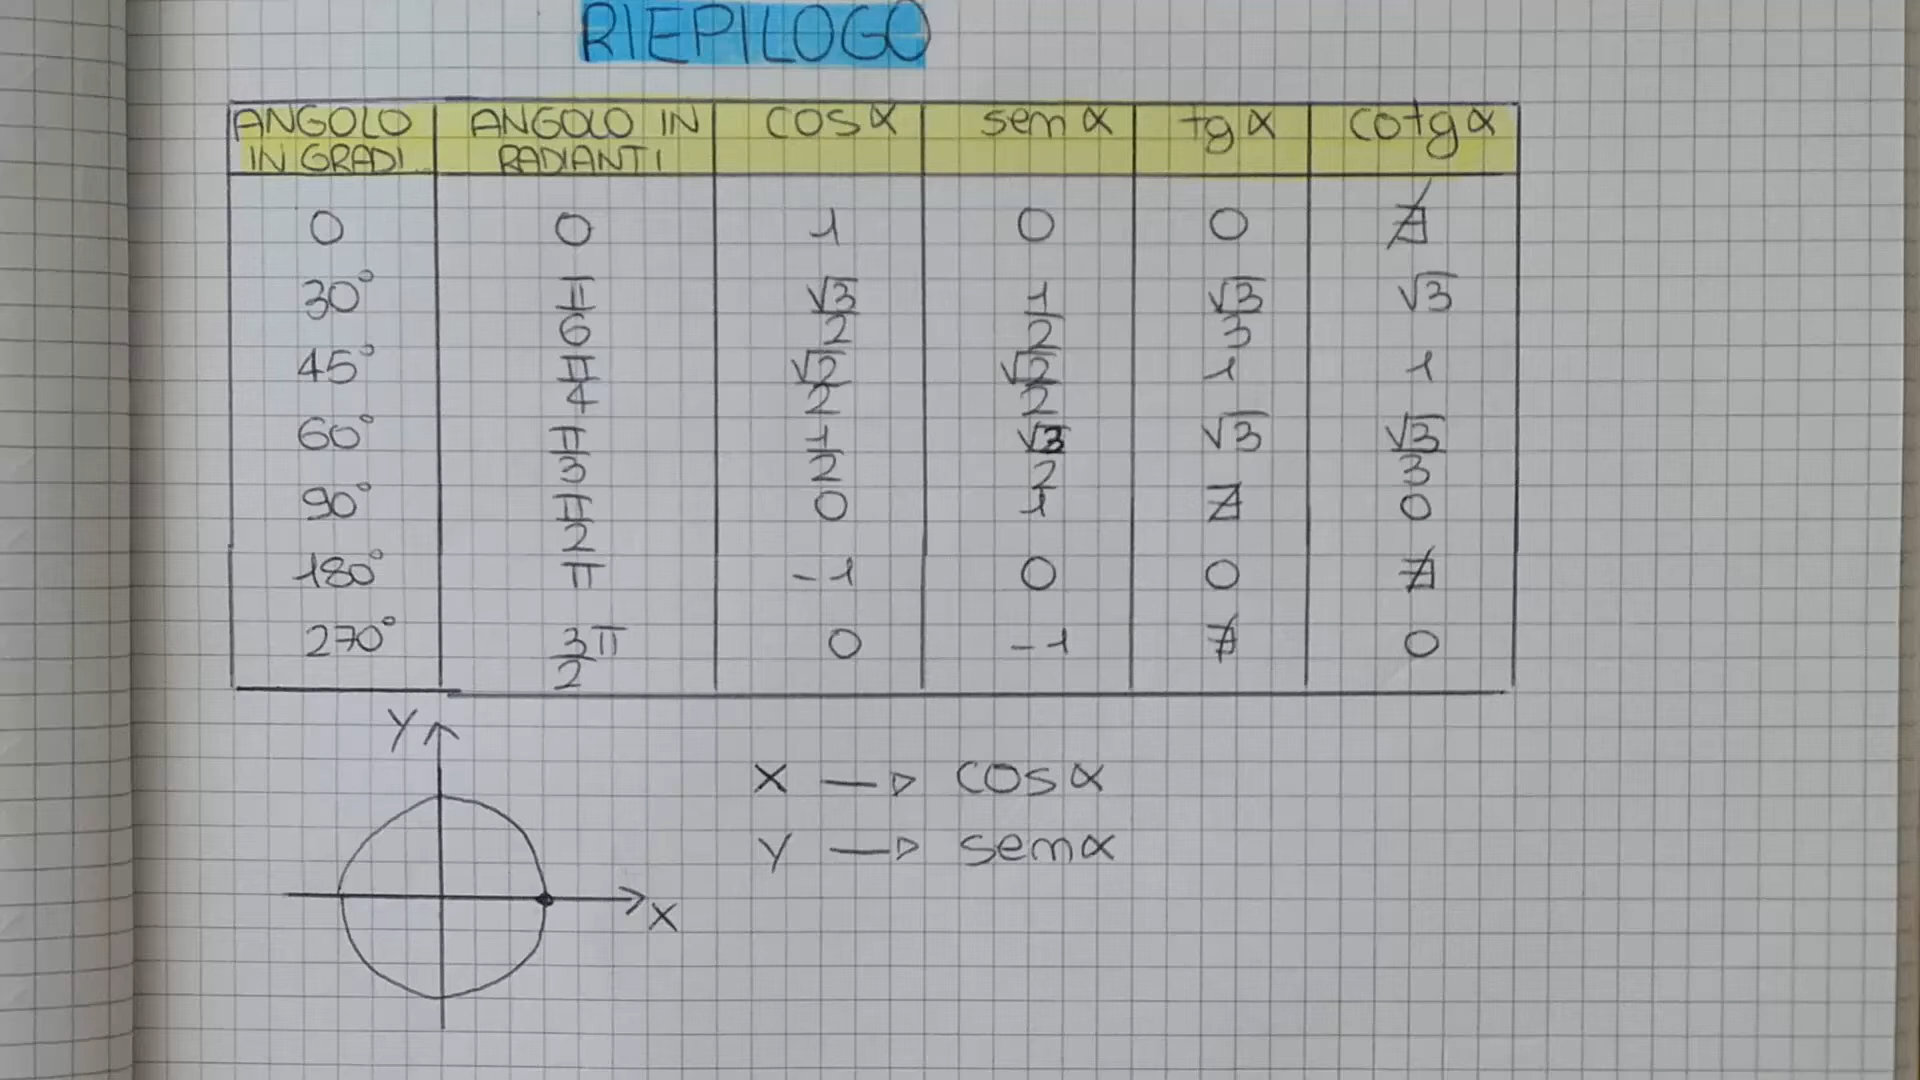 RIEPILOGO
ANGOLO IN GRADI ANGOLO IN RADIANTI cos α sen α tg α cotg α
0 0 1 0 0 ∄
30° π/6 √3/2 1/2 √3/3 √3
45° π/4 √2/2 √2/2 1 1
60° π/3 1/2 √3/2 √3 √3/3
90° π/2 0 1 ∄ 0
180° π -1 0 0 ∄
270° 3/2 π 0 -1 ∄ 0
Y
X → cos α
Y → sen α
X